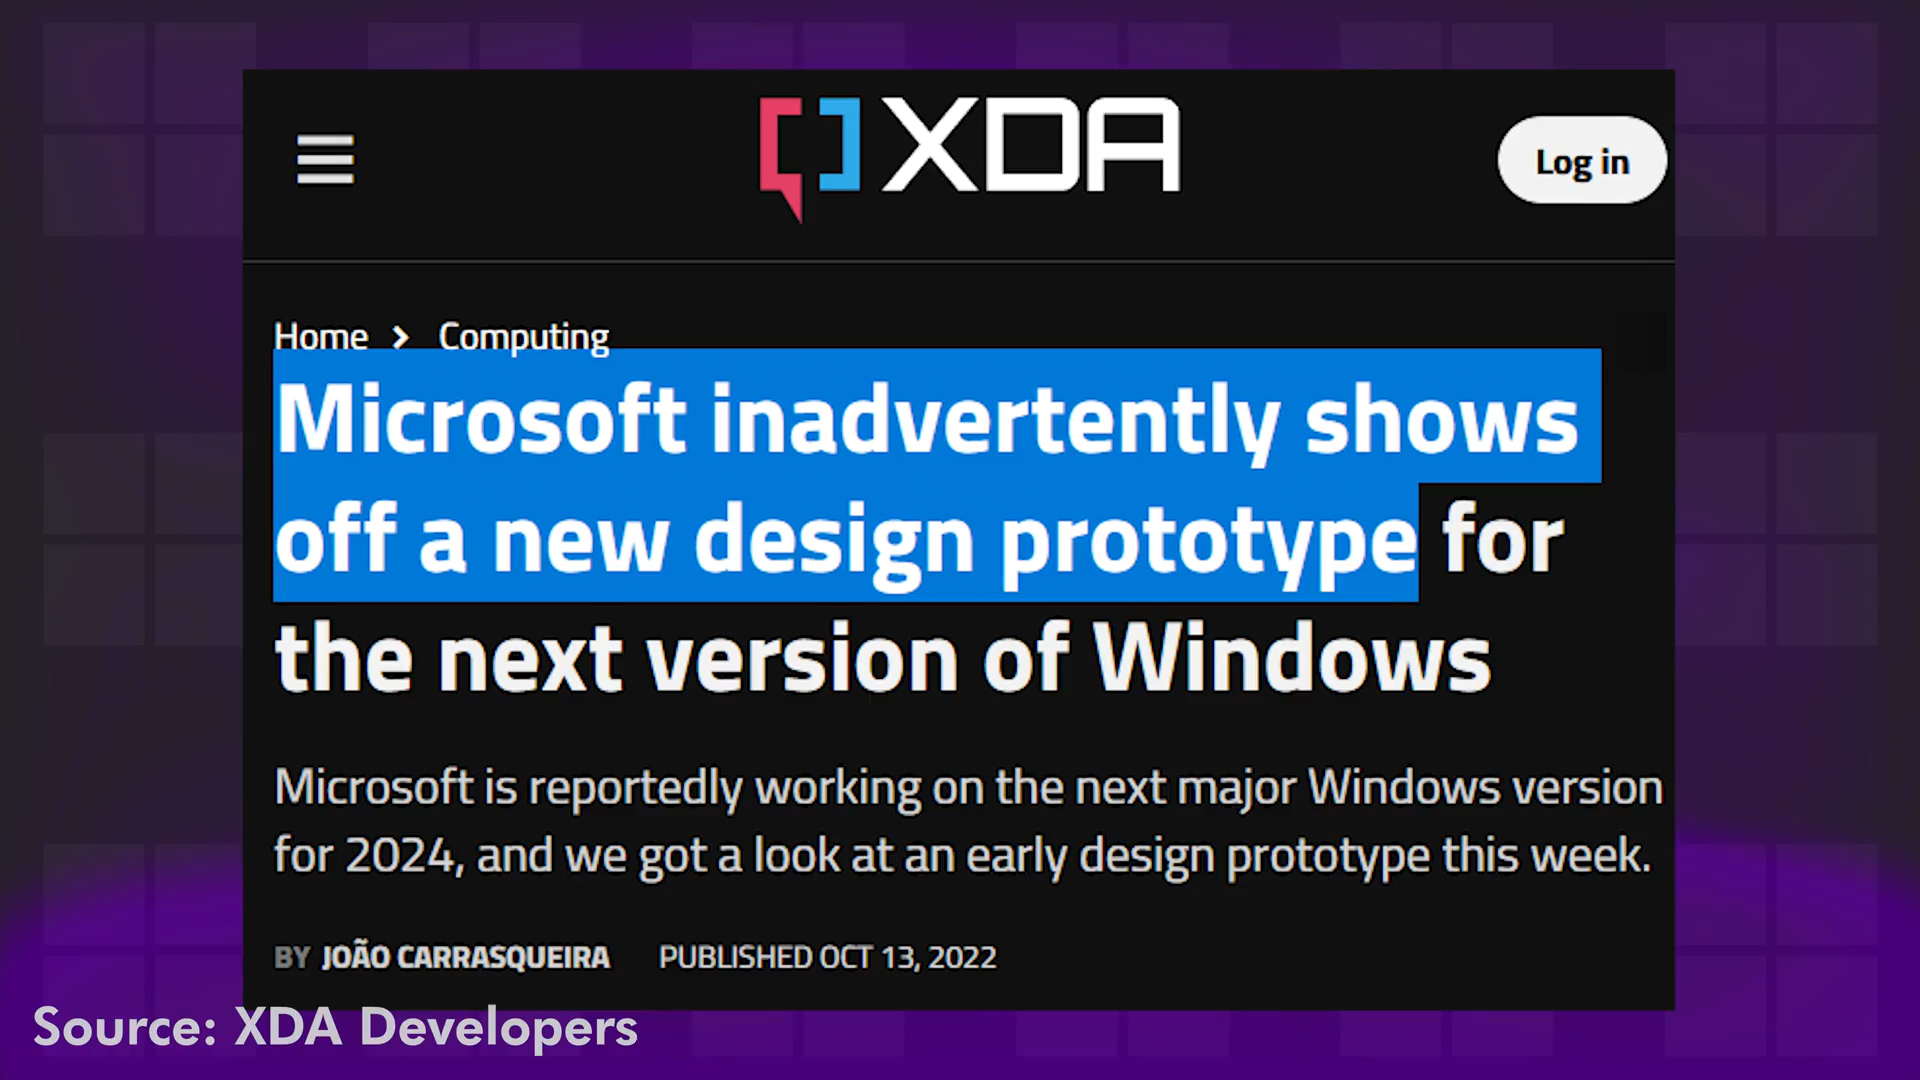 XDA
Log in
Home > Computing
Microsoft inadvertently shows
off a new design prototype for
the next version of Windows
Microsoft is reportedly working on the next major Windows version
for 2024, and we got a look at an early design prototype this week.
BY JOÃO CARRASQUEIRA PUBLISHED OCT 13, 2022
Source: XDA Developers